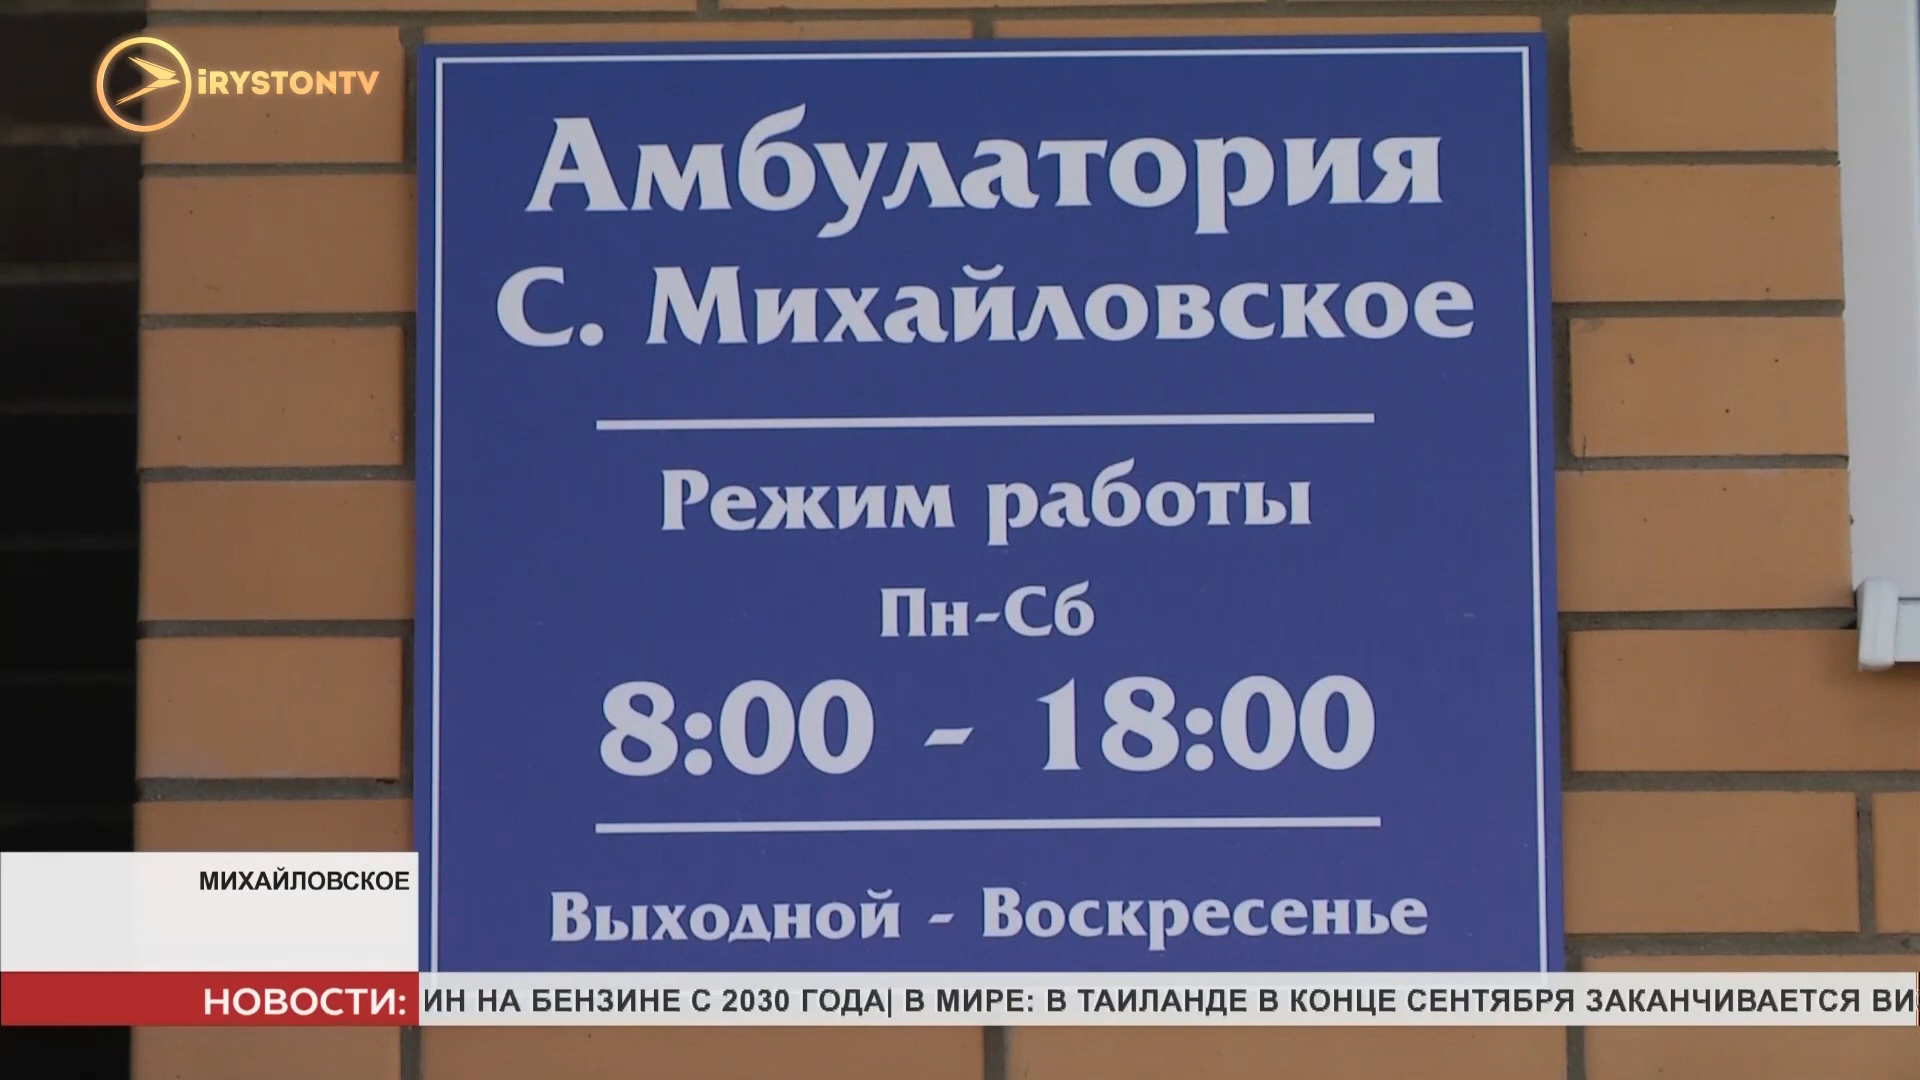 iRYSTONTV
Амбулатория
С. Михайловское
Режим работы
Пн-Сб
8:00 - 18:00
Выходной - Воскресенье
МИХАЙЛОВСКОЕ
НОВОСТИ: ИН НА БЕНЗИНЕ С 2030 ГОДА| В МИРЕ: В ТАИЛАНДЕ В КОНЦЕ СЕНТЯБРЯ ЗАКАНЧИВАЕТСЯ ВИ